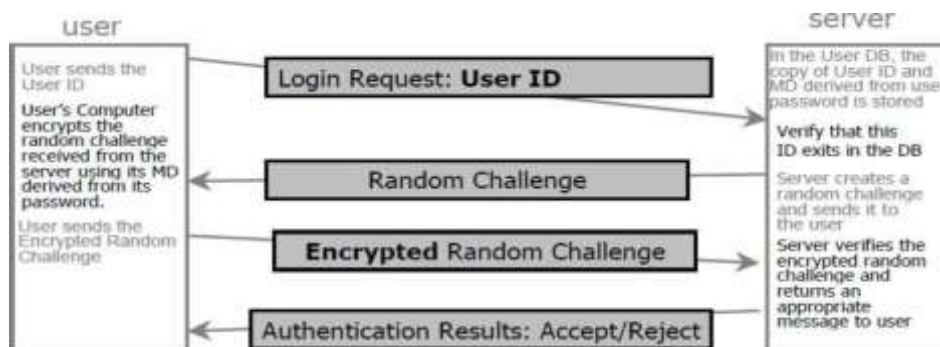 user
User sends the
User ID
User's Computer
encrypts the
random challenge
received from the
server using its MD
derived from its
password.
User sends the
Encrypted Random
Challenge
Login Request: User ID
Random Challenge
Encrypted Random Challenge
Authentication Results: Accept/Reject
server
In the User DB, the
copy of User ID and
MD derived from use
password is stored
Verify that this
ID exits in the DB
Server creates a
random challenge
and sends it to
the user
Server verifies the
encrypted random
challenge and
returns an
appropriate
message to user